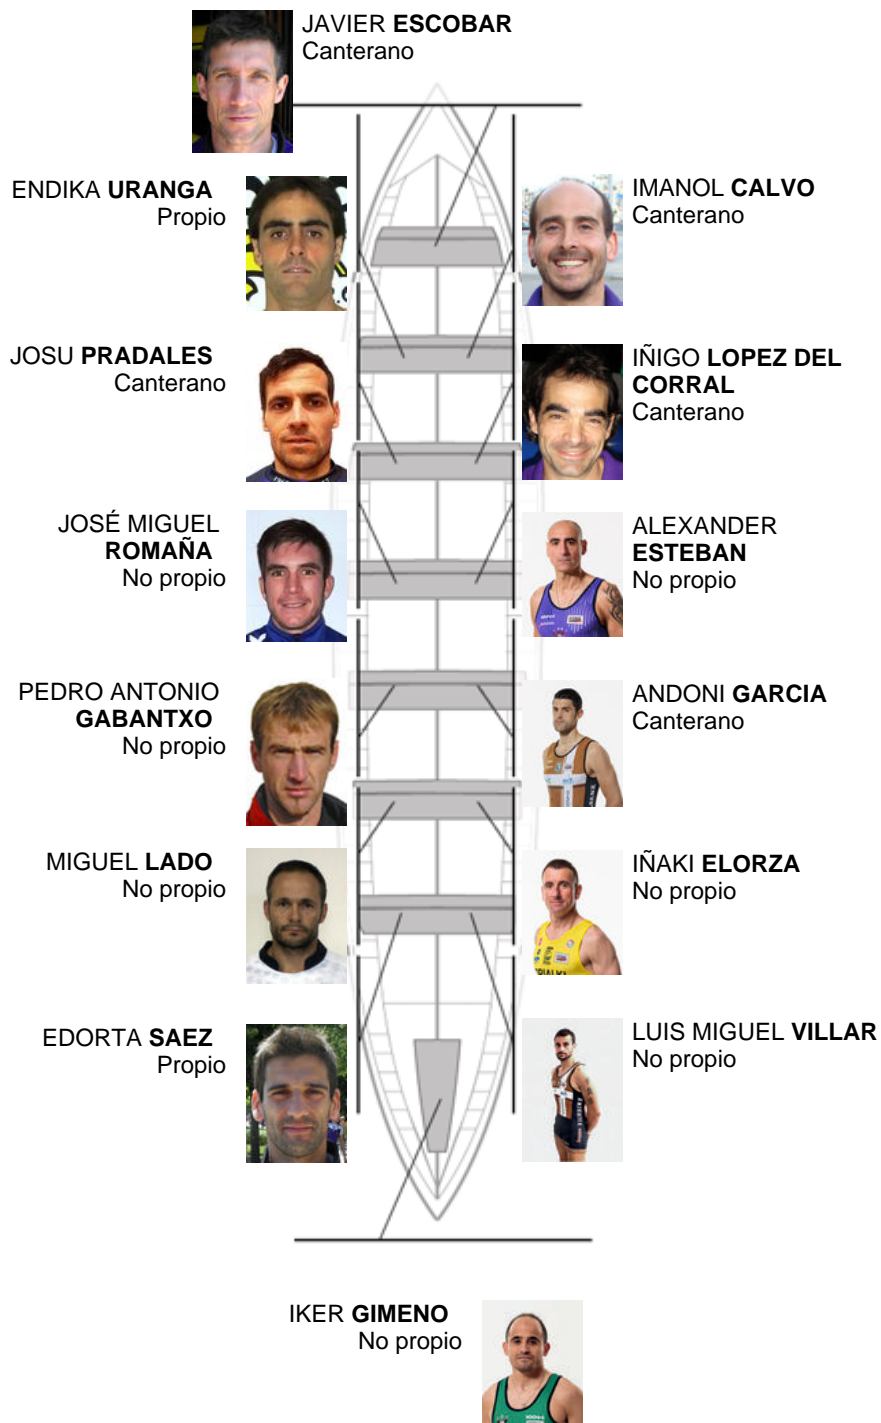 JAVIER ESCOBAR
Canterano
ENDIKA URANGA
Propio
IMANOL CALVO
Canterano
JOSU PRADALES
Canterano
IÑIGO LOPEZ DEL
CORRAL
Canterano
JOSÉ MIGUEL
ROMAÑA
No propio
ALEXANDER
ESTEBAN
No propio
PEDRO ANTONIO
GABANTXO
No propio
ANDONI GARCIA
Canterano
MIGUEL LADO
No propio
IÑAKI ELORZA
No propio
EDORTA SAEZ
Propio
LUIS MIGUEL VILLAR
No propio
IKER GIMENO
No propio